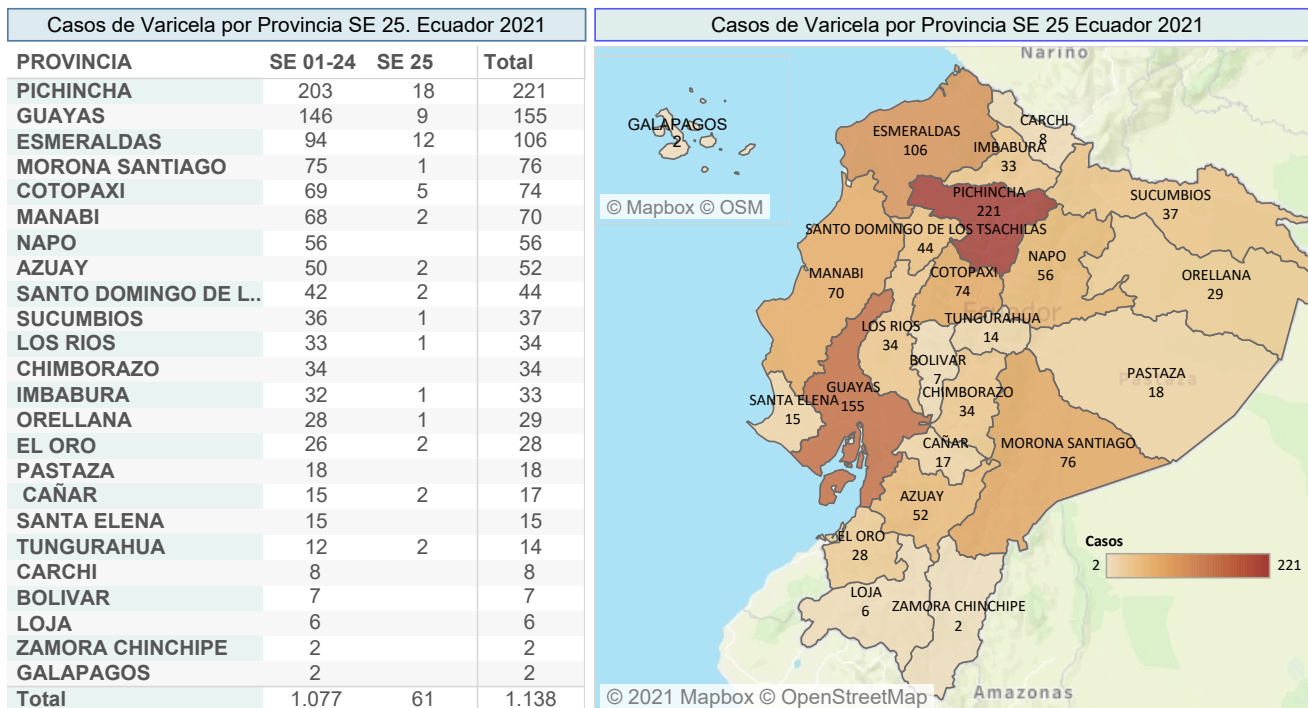 Casos de Varicela por Provincia SE 25. Ecuador 2021
PROVINCIA SE 01-24 SE 25 Total
PICHINCHA 203 18 221
GUAYAS 146 9 155
ESMERALDAS 94 12 106
MORONA SANTIAGO 75 1 76
COTOPAXI 69 5 74
MANABI 68 2 70
NAPO 56 56
AZUAY 50 2 52
SANTO DOMINGO DE L.. 42 2 44
SUCUMBIOS 36 1 37
LOS RIOS 33 1 34
CHIMBORAZO 34 34
IMBABURA 32 1 33
ORELLANA 28 1 29
EL ORO 26 2 28
PASTAZA 18 18
CAÑAR 15 2 17
SANTA ELENA 15 15
TUNGURAHUA 12 2 14
CARCHI 8 8
BOLIVAR 7 7
LOJA 6 6
ZAMORA CHINCHIPE 2 2
GALAPAGOS 2 2
Total 1.077 61 1.138
Casos de Varicela por Provincia SE 25 Ecuador 2021
Nariño
GALAPAGOS
2
© Mapbox © OSM
CARCHI
8
ESMERALDAS
106
IMBABURA
33
PICHINCHA
221
SUCUMBIOS
37
SANTO DOMINGO DE LOS TSACHILAS
44
NAPO
56
MANABI
70
COTOPAXI
74
ORELLANA
29
Ecuador
TUNGURAHUA
14
LOS RIOS
34
BOLIVAR
7
PASTAZA
18
Pastaza
GUAYAS
155
CHIMBORAZO
34
SANTA ELENA
15
CAÑAR
17
MORONA SANTIAGO
76
AZUAY
52
EL ORO
28
Casos
2 221
LOJA
6
ZAMORA CHINCHIPE
2
© 2021 Mapbox © OpenStreetMap
Amazonas